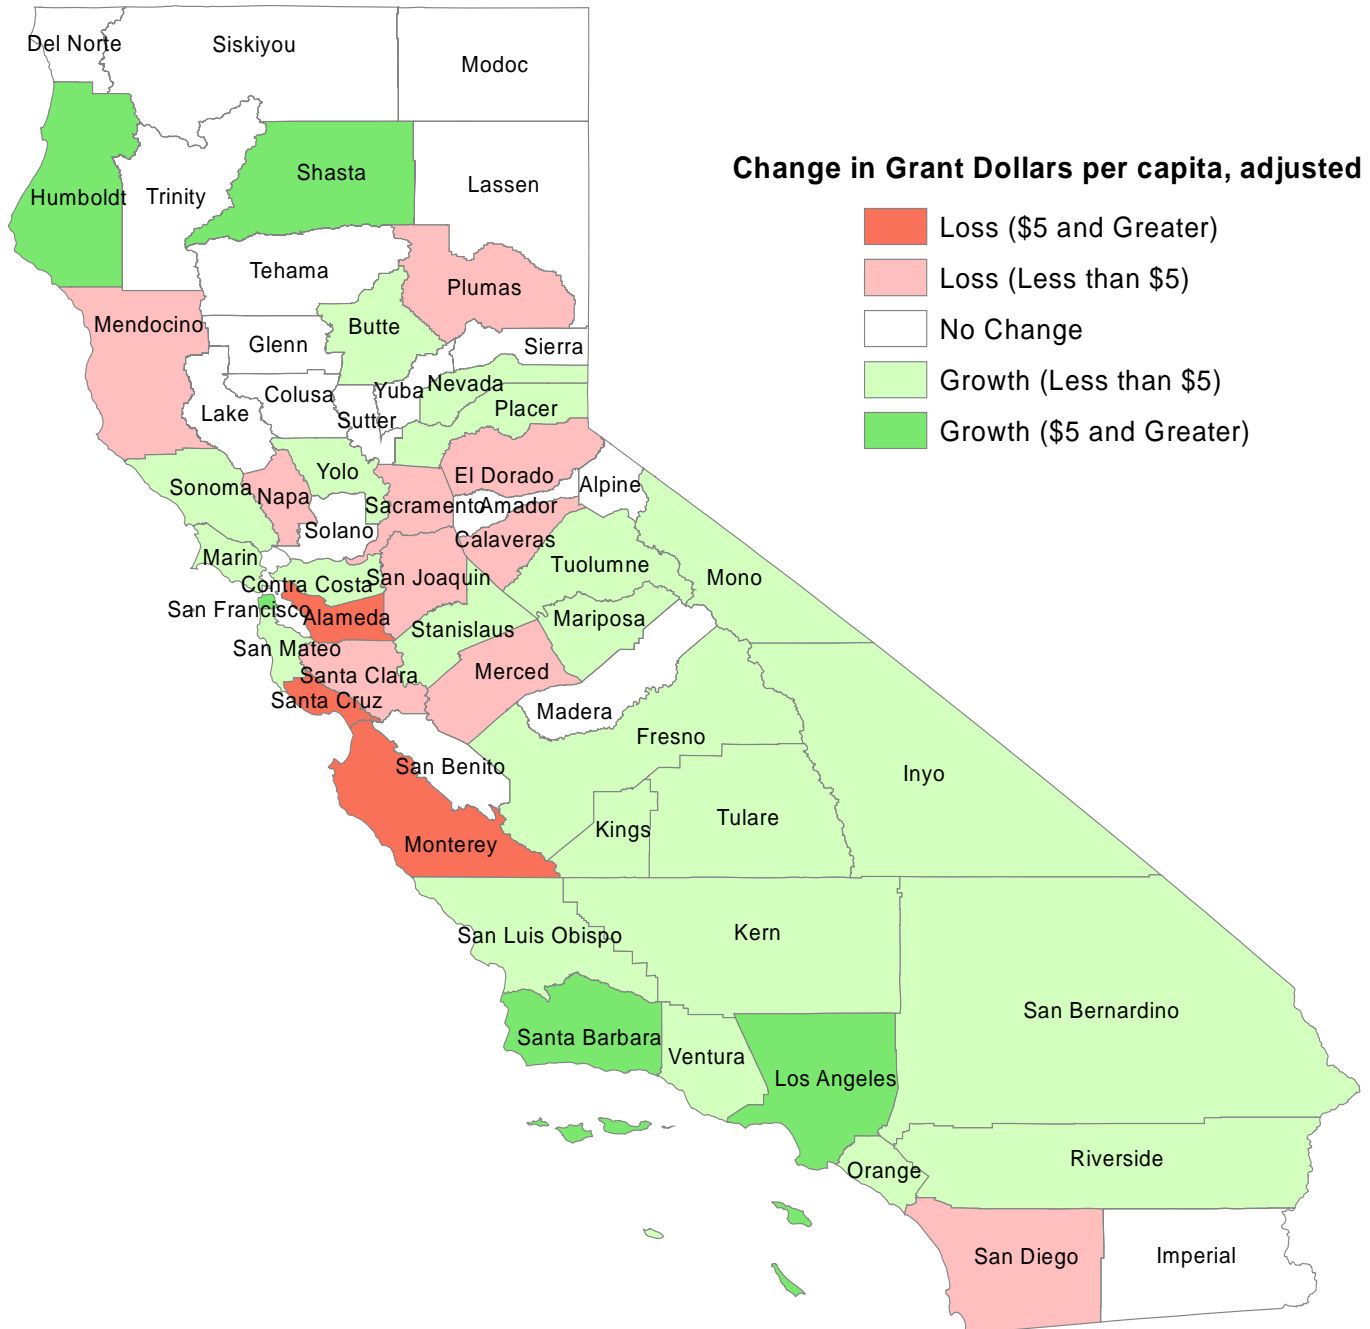 Del Norte
Siskiyou
Modoc
Change in Grant Dollars per capita, adjusted
Loss ($5 and Greater)
Loss (Less than $5)
No Change
Growth (Less than $5)
Growth ($5 and Greater)
Humboldt
Trinity
Shasta
Lassen
Tehama
Plumas
Mendocino
Glenn
Butte
Sierra
Lake
Colusa
Sutter
Yuba
Nevada
Placer
Sonoma
Napa
Yolo
El Dorado
Alpine
Solano
Sacramento
Amador
Calaveras
Marin
Contra Costa
San Joaquin
Tuolumne
Mono
San Francisco
Alameda
Stanislaus
Mariposa
San Mateo
Santa Clara
Merced
Santa Cruz
Madera
Fresno
San Benito
Inyo
Monterey
Kings
Tulare
San Luis Obispo
Kern
San Bernardino
Santa Barbara
Ventura
Los Angeles
Orange
Riverside
San Diego
Imperial